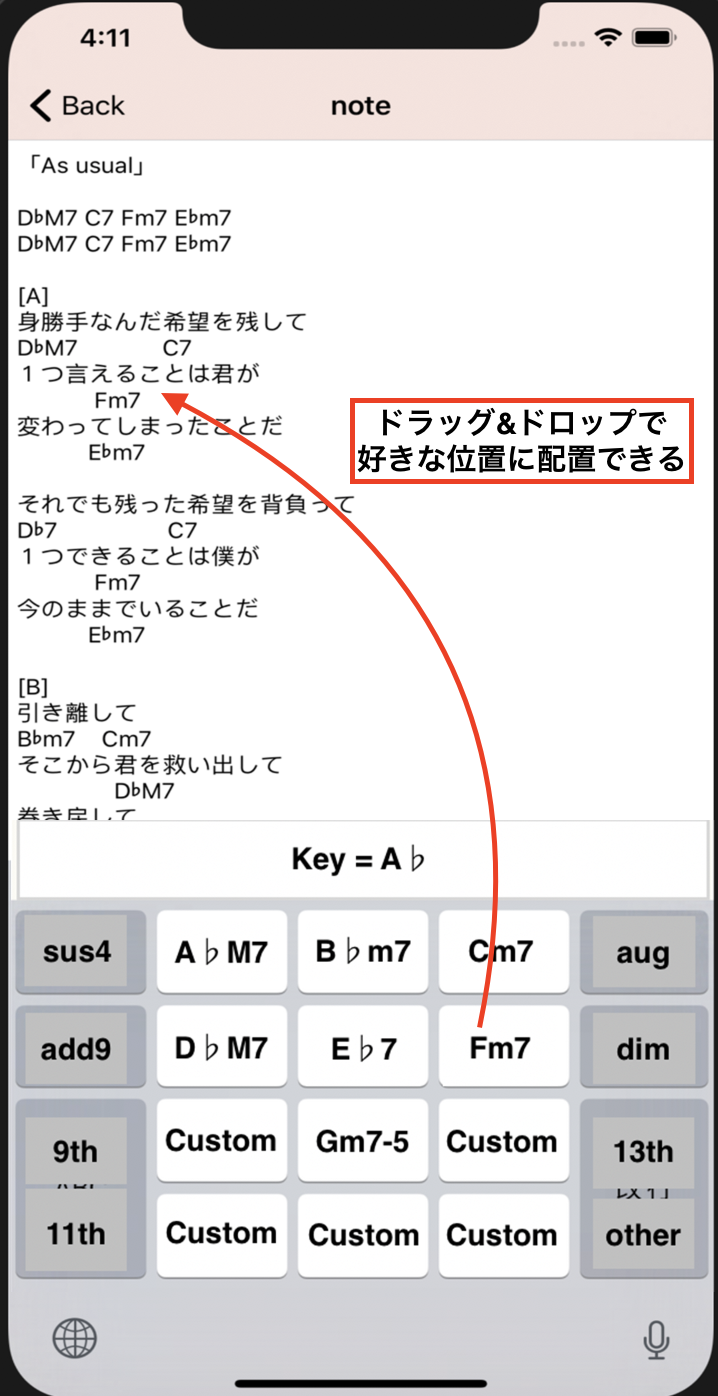 4:11
Back
note
「As usual」
D♭M7 C7 Fm7 E♭m7
D♭M7 C7 Fm7 E♭m7
[A]
身勝手なんだ希望を残して
D♭M7 C7
１つ言えることは君が
Fm7
変わってしまったことだ
E♭m7
ドラッグ&ドロップで
好きな位置に配置できる
それでも残った希望を背負って
D♭7 C7
１つできることは僕が
Fm7
今のままでいることだ
E♭m7
[B]
引き離して
B♭m7 Cm7
そこから君を救い出して
D♭M7
巻き戻して
Key = A♭
sus4 A♭M7 B♭m7 Cm7 aug
add9 D♭M7 E♭7 Fm7 dim
9th Custom Gm7-5 Custom 13th
11th Custom Custom Custom other